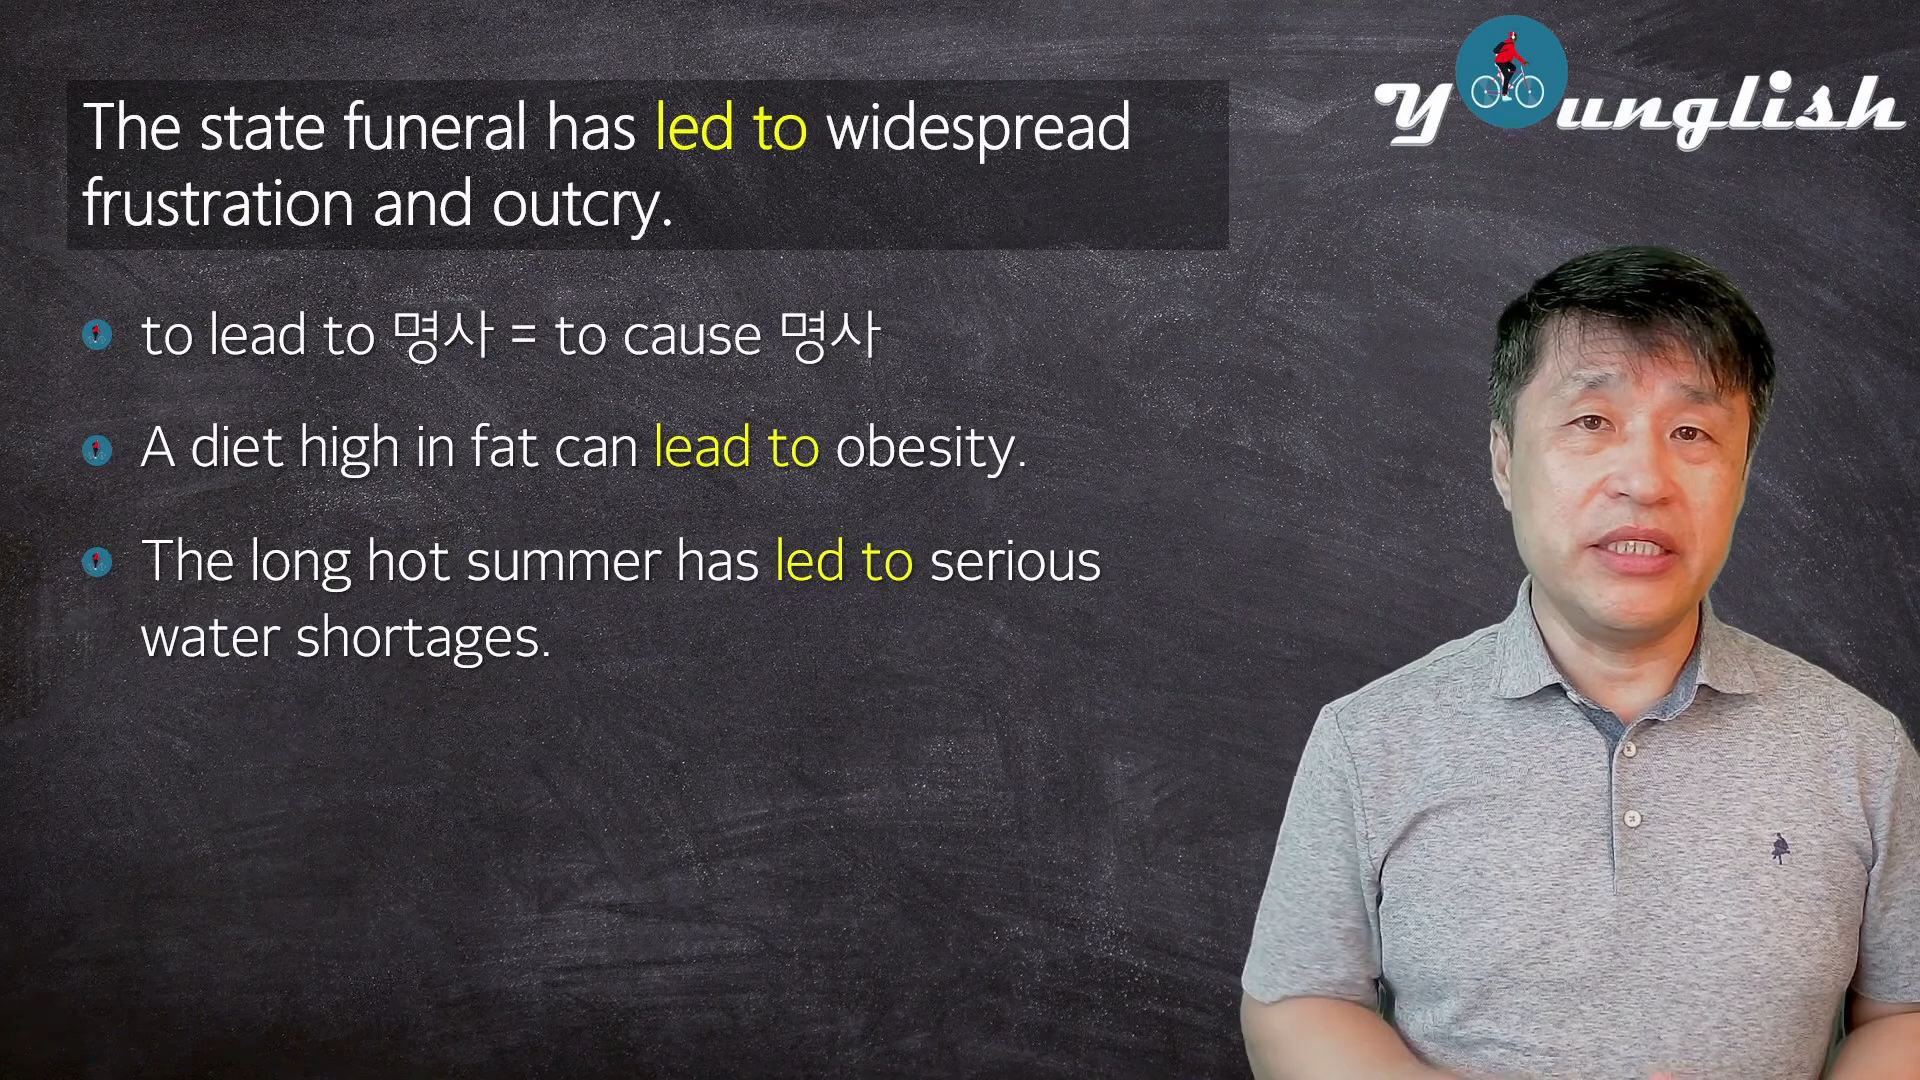 Younglish
The state funeral has led to widespread
frustration and outcry.
to lead to 명사 = to cause 명사
A diet high in fat can lead to obesity.
The long hot summer has led to serious
water shortages.